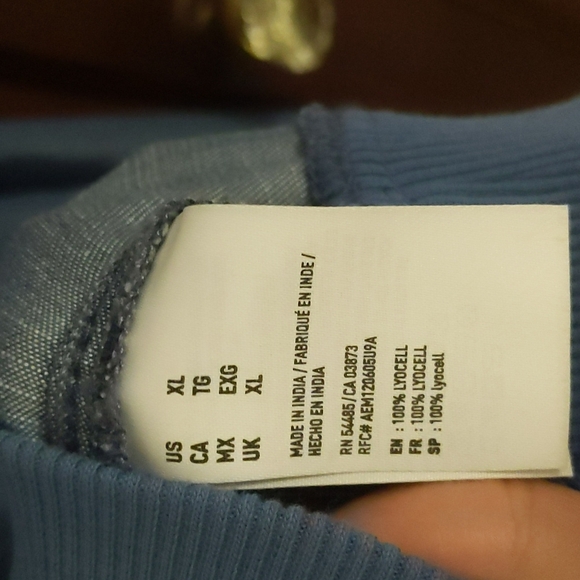 US XL
CA TG
MX EXG
UK XL
MADE IN INDIA / FABRIQUÉ EN INDE /
HECHO EN INDIA
RN 54485 / CA 03873
RFC# AEM120605U9A
EN : 100% LYOCELL
FR : 100% LYOCELL
SP : 100% lyocell